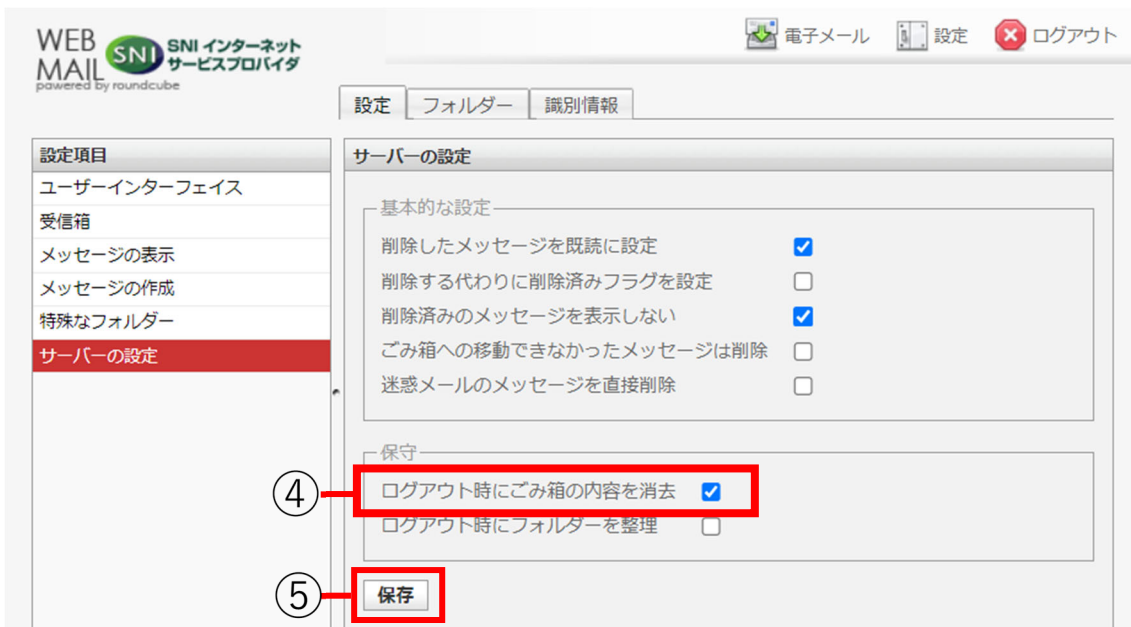 WEB
MAIL
SNI
SNI インターネット
サービスプロバイダ
powered by roundcube
電子メール 設定 ログアウト
設定 フォルダー 識別情報
設定項目
ユーザーインターフェイス
受信箱
メッセージの表示
メッセージの作成
特殊なフォルダー
サーバーの設定
サーバーの設定
基本的な設定
削除したメッセージを既読に設定
削除する代わりに削除済みフラグを設定
削除済みのメッセージを表示しない
ごみ箱への移動できなかったメッセージは削除
迷惑メールのメッセージを直接削除
保守
④ ログアウト時にごみ箱の内容を消去
ログアウト時にフォルダーを整理
⑤ 保存